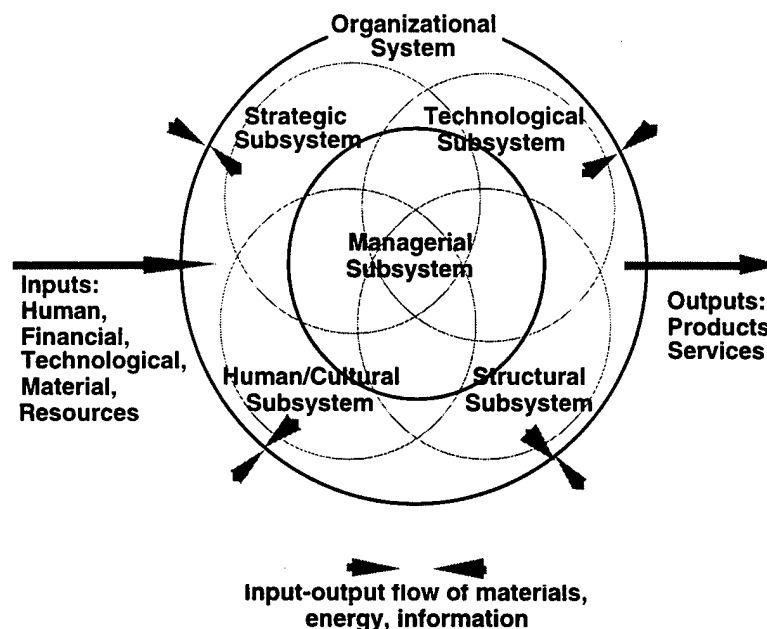 Organizational
System
Strategic
Subsystem
Technological
Subsystem
Managerial
Subsystem
Inputs:
Human,
Financial,
Technological,
Material,
Resources
Outputs:
Products
Services
Human/Cultural
Subsystem
Structural
Subsystem
Input-output flow of materials,
energy, information